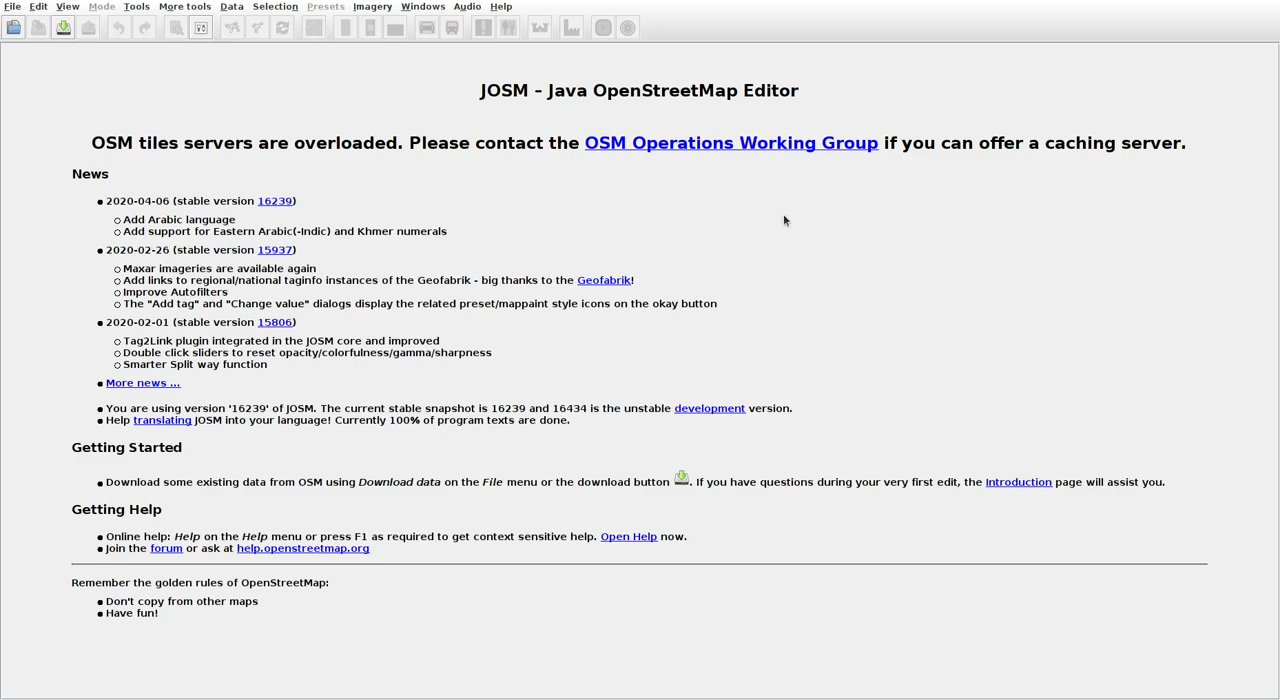 File Edit View Mode Tools More tools Data Selection Presets Imagery Windows Audio Help
JOSM – Java OpenStreetMap Editor
OSM tiles servers are overloaded. Please contact the OSM Operations Working Group if you can offer a caching server.
News
2020-04-06 (stable version 16239)
Add Arabic language
Add support for Eastern Arabic(-Indic) and Khmer numerals
2020-02-26 (stable version 15937)
Maxar imageries are available again
Add links to regional/national taginfo instances of the Geofabrik - big thanks to the Geofabrik!
Improve Autofilters
The "Add tag" and "Change value" dialogs display the related preset/mappaint style icons on the okay button
2020-02-01 (stable version 15806)
Tag2Link plugin integrated in the JOSM core and improved
Double click sliders to reset opacity/colorfulness/gamma/sharpness
Smarter Split way function
More news ...
You are using version '16239' of JOSM. The current stable snapshot is 16239 and 16434 is the unstable development version.
Help translating JOSM into your language! Currently 100% of program texts are done.
Getting Started
Download some existing data from OSM using Download data on the File menu or the download button . If you have questions during your very first edit, the Introduction page will assist you.
Getting Help
Online help: Help on the Help menu or press F1 as required to get context sensitive help. Open Help now.
Join the forum or ask at help.openstreetmap.org
Remember the golden rules of OpenStreetMap:
Don't copy from other maps
Have fun!